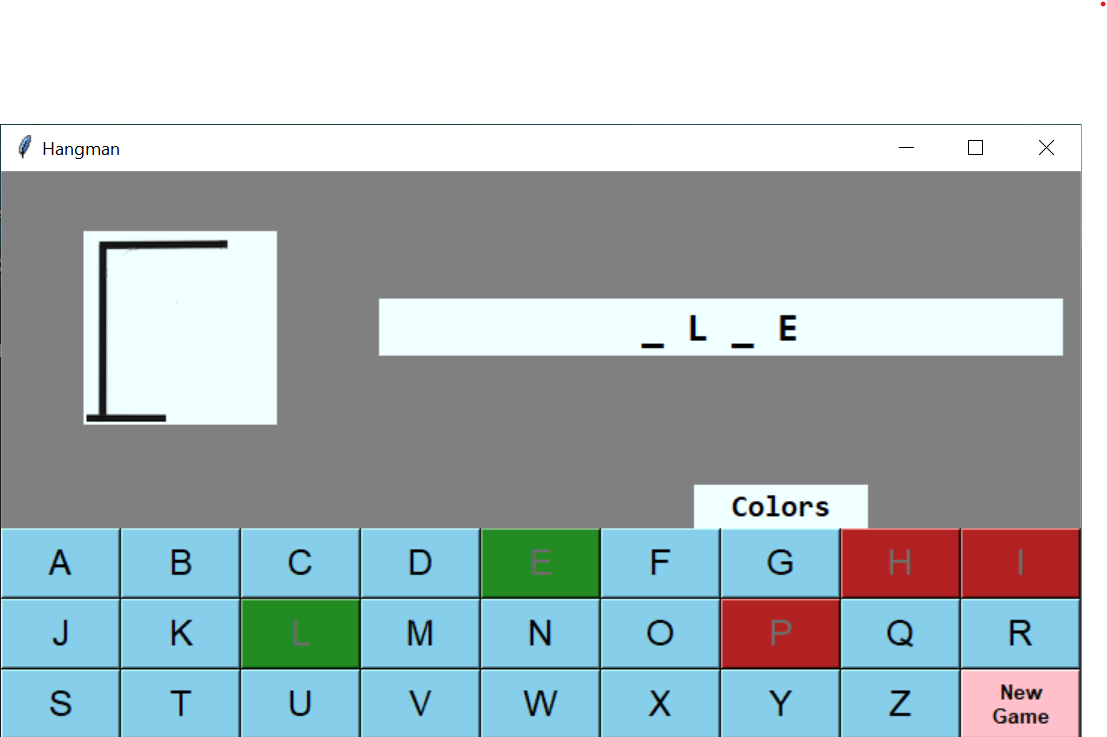 Hangman
_ L _ E
Colors
A B C D E F G H I
J K L M N O P Q R
S T U V W X Y Z New
Game